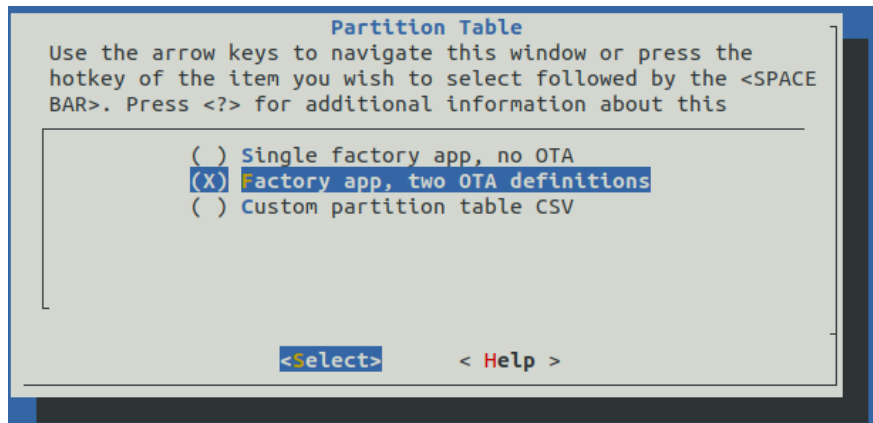 Partition Table
Use the arrow keys to navigate this window or press the
hotkey of the item you wish to select followed by the <SPACE
BAR>. Press <?> for additional information about this
( ) Single factory app, no OTA
(X) Factory app, two OTA definitions
( ) Custom partition table CSV
<Select> < Help >